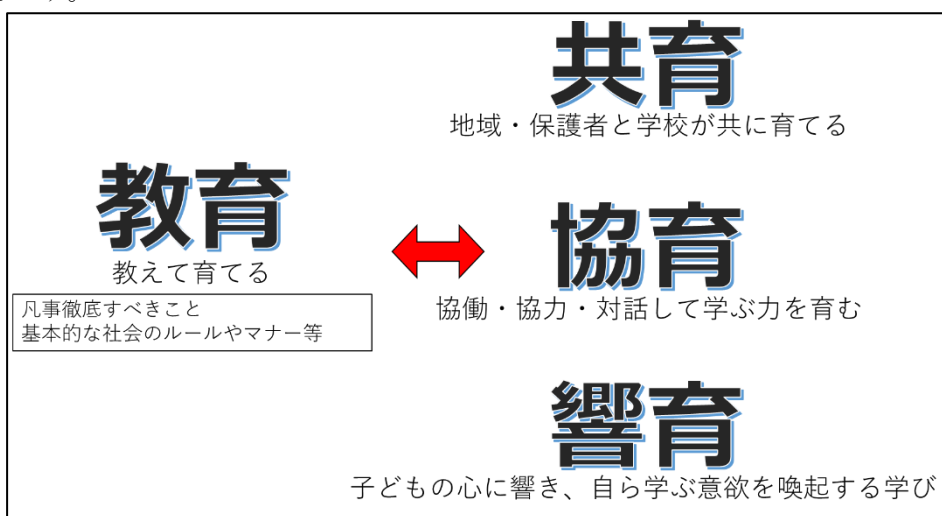 共育
地域・保護者と学校が共に育てる
教育
教えて育てる
凡事徹底すべきこと
基本的な社会のルールやマナー等
協育
協働・協力・対話して学ぶ力を育む
響育
子どもの心に響き、自ら学ぶ意欲を喚起する学び